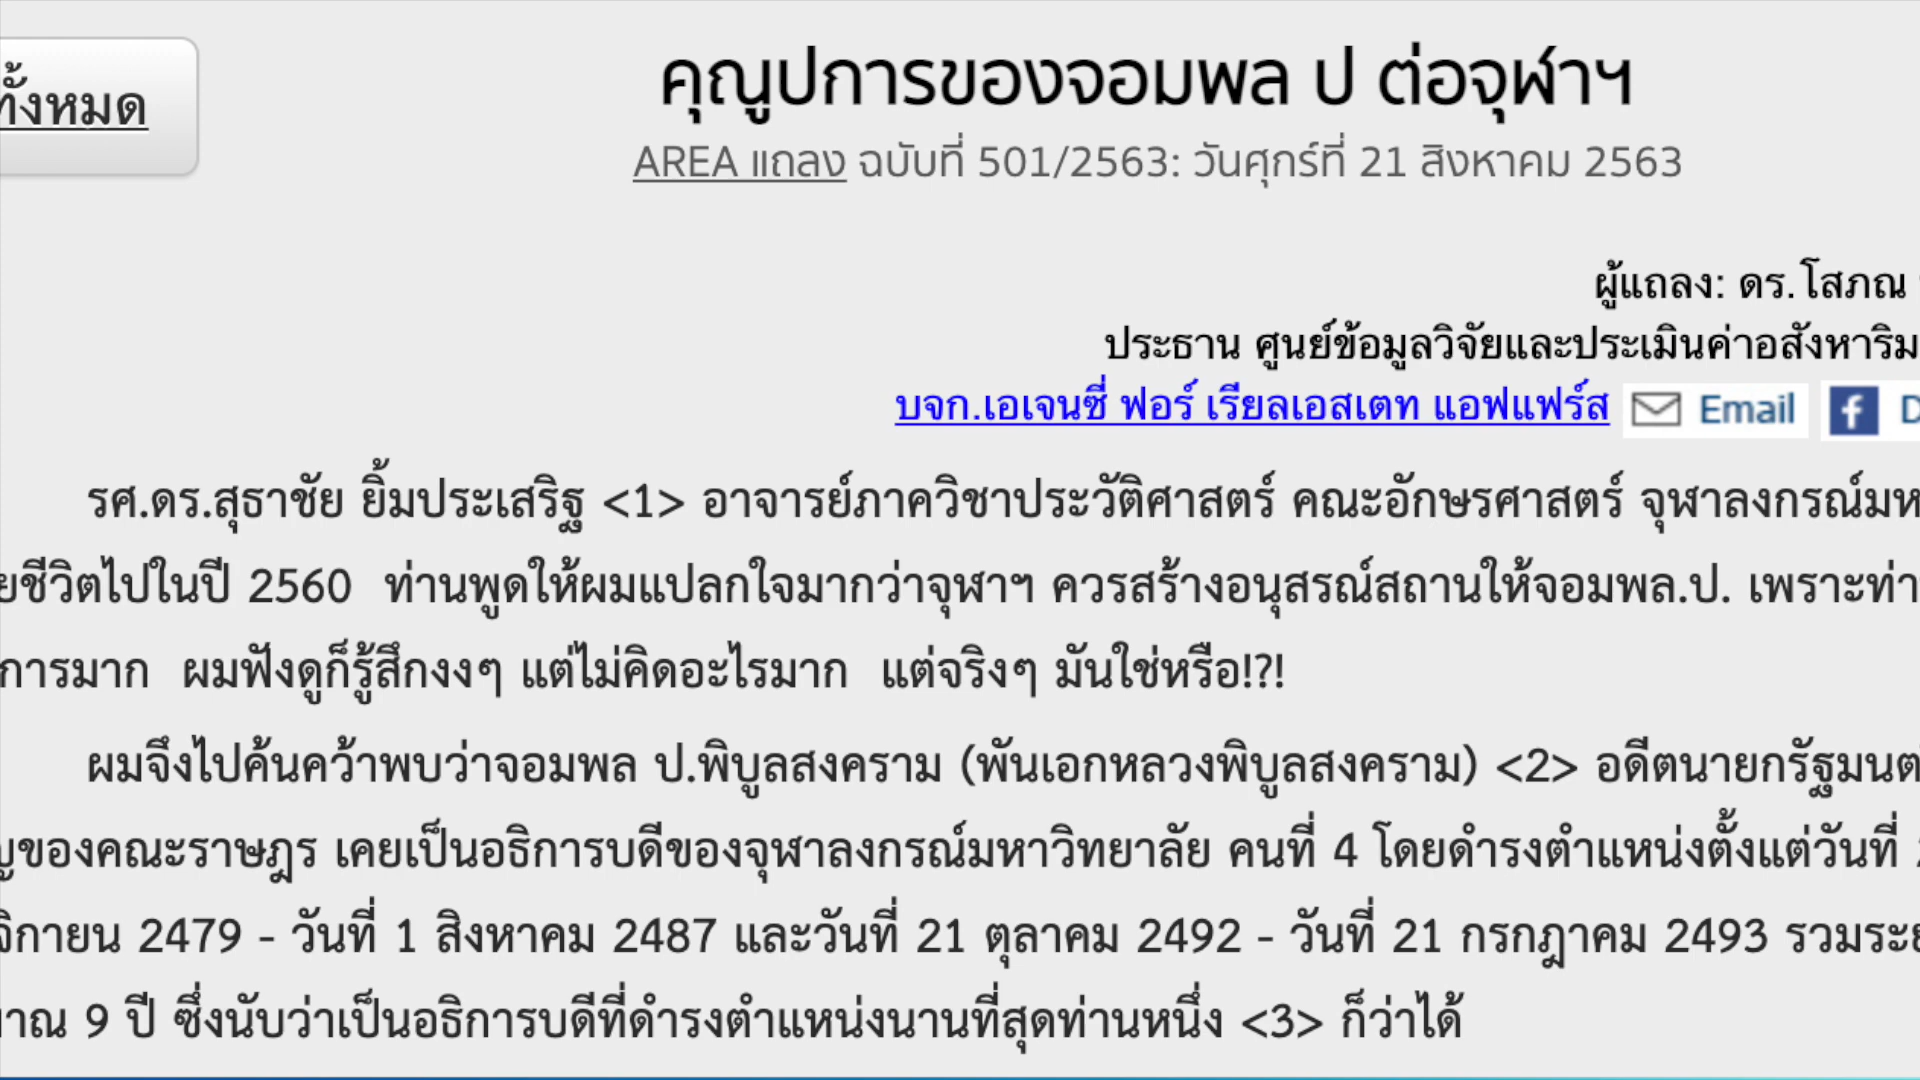 คุณูปการของจอมพล ป ต่อจุฬาฯ
ทั้งหมด
AREA แถลง ฉบับที่ 501/2563: วันศุกร์ที่ 21 สิงหาคม 2563
ผู้แถลง: ดร.โสภณ
ประธาน ศูนย์ข้อมูลวิจัยและประเมินค่าอสังหาริม
บจก.เอเจนซี่ ฟอร์ เรียลเอสเตท แอฟแฟร์ส Email
รศ.ดร.สุธาชัย ยิ้มประเสริฐ <1> อาจารย์ภาควิชาประวัติศาสตร์ คณะอักษรศาสตร์ จุฬาลงกรณ์มห
ยชีวิตไปในปี 2560 ท่านพูดให้ผมแปลกใจมากว่าจุฬาฯ ควรสร้างอนุสรณ์สถานให้จอมพล.ป. เพราะท่า
การมาก ผมฟังดูก็รู้สึกงงๆ แต่ไม่คิดอะไรมาก แต่จริงๆ มันใช่หรือ!?!
ผมจึงไปค้นคว้าพบว่าจอมพล ป.พิบูลสงคราม (พันเอกหลวงพิบูลสงคราม) <2> อดีตนายกรัฐมนต
ญของคณะราษฎร เคยเป็นอธิการบดีของจุฬาลงกรณ์มหาวิทยาลัย คนที่ 4 โดยดำรงตำแหน่งตั้งแต่วันที่
จิกายน 2479 - วันที่ 1 สิงหาคม 2487 และวันที่ 21 ตุลาคม 2492 - วันที่ 21 กรกฎาคม 2493 รวมระย
าณ 9 ปี ซึ่งนับว่าเป็นอธิการบดีที่ดำรงตำแหน่งนานที่สุดท่านหนึ่ง <3> ก็ว่าได้